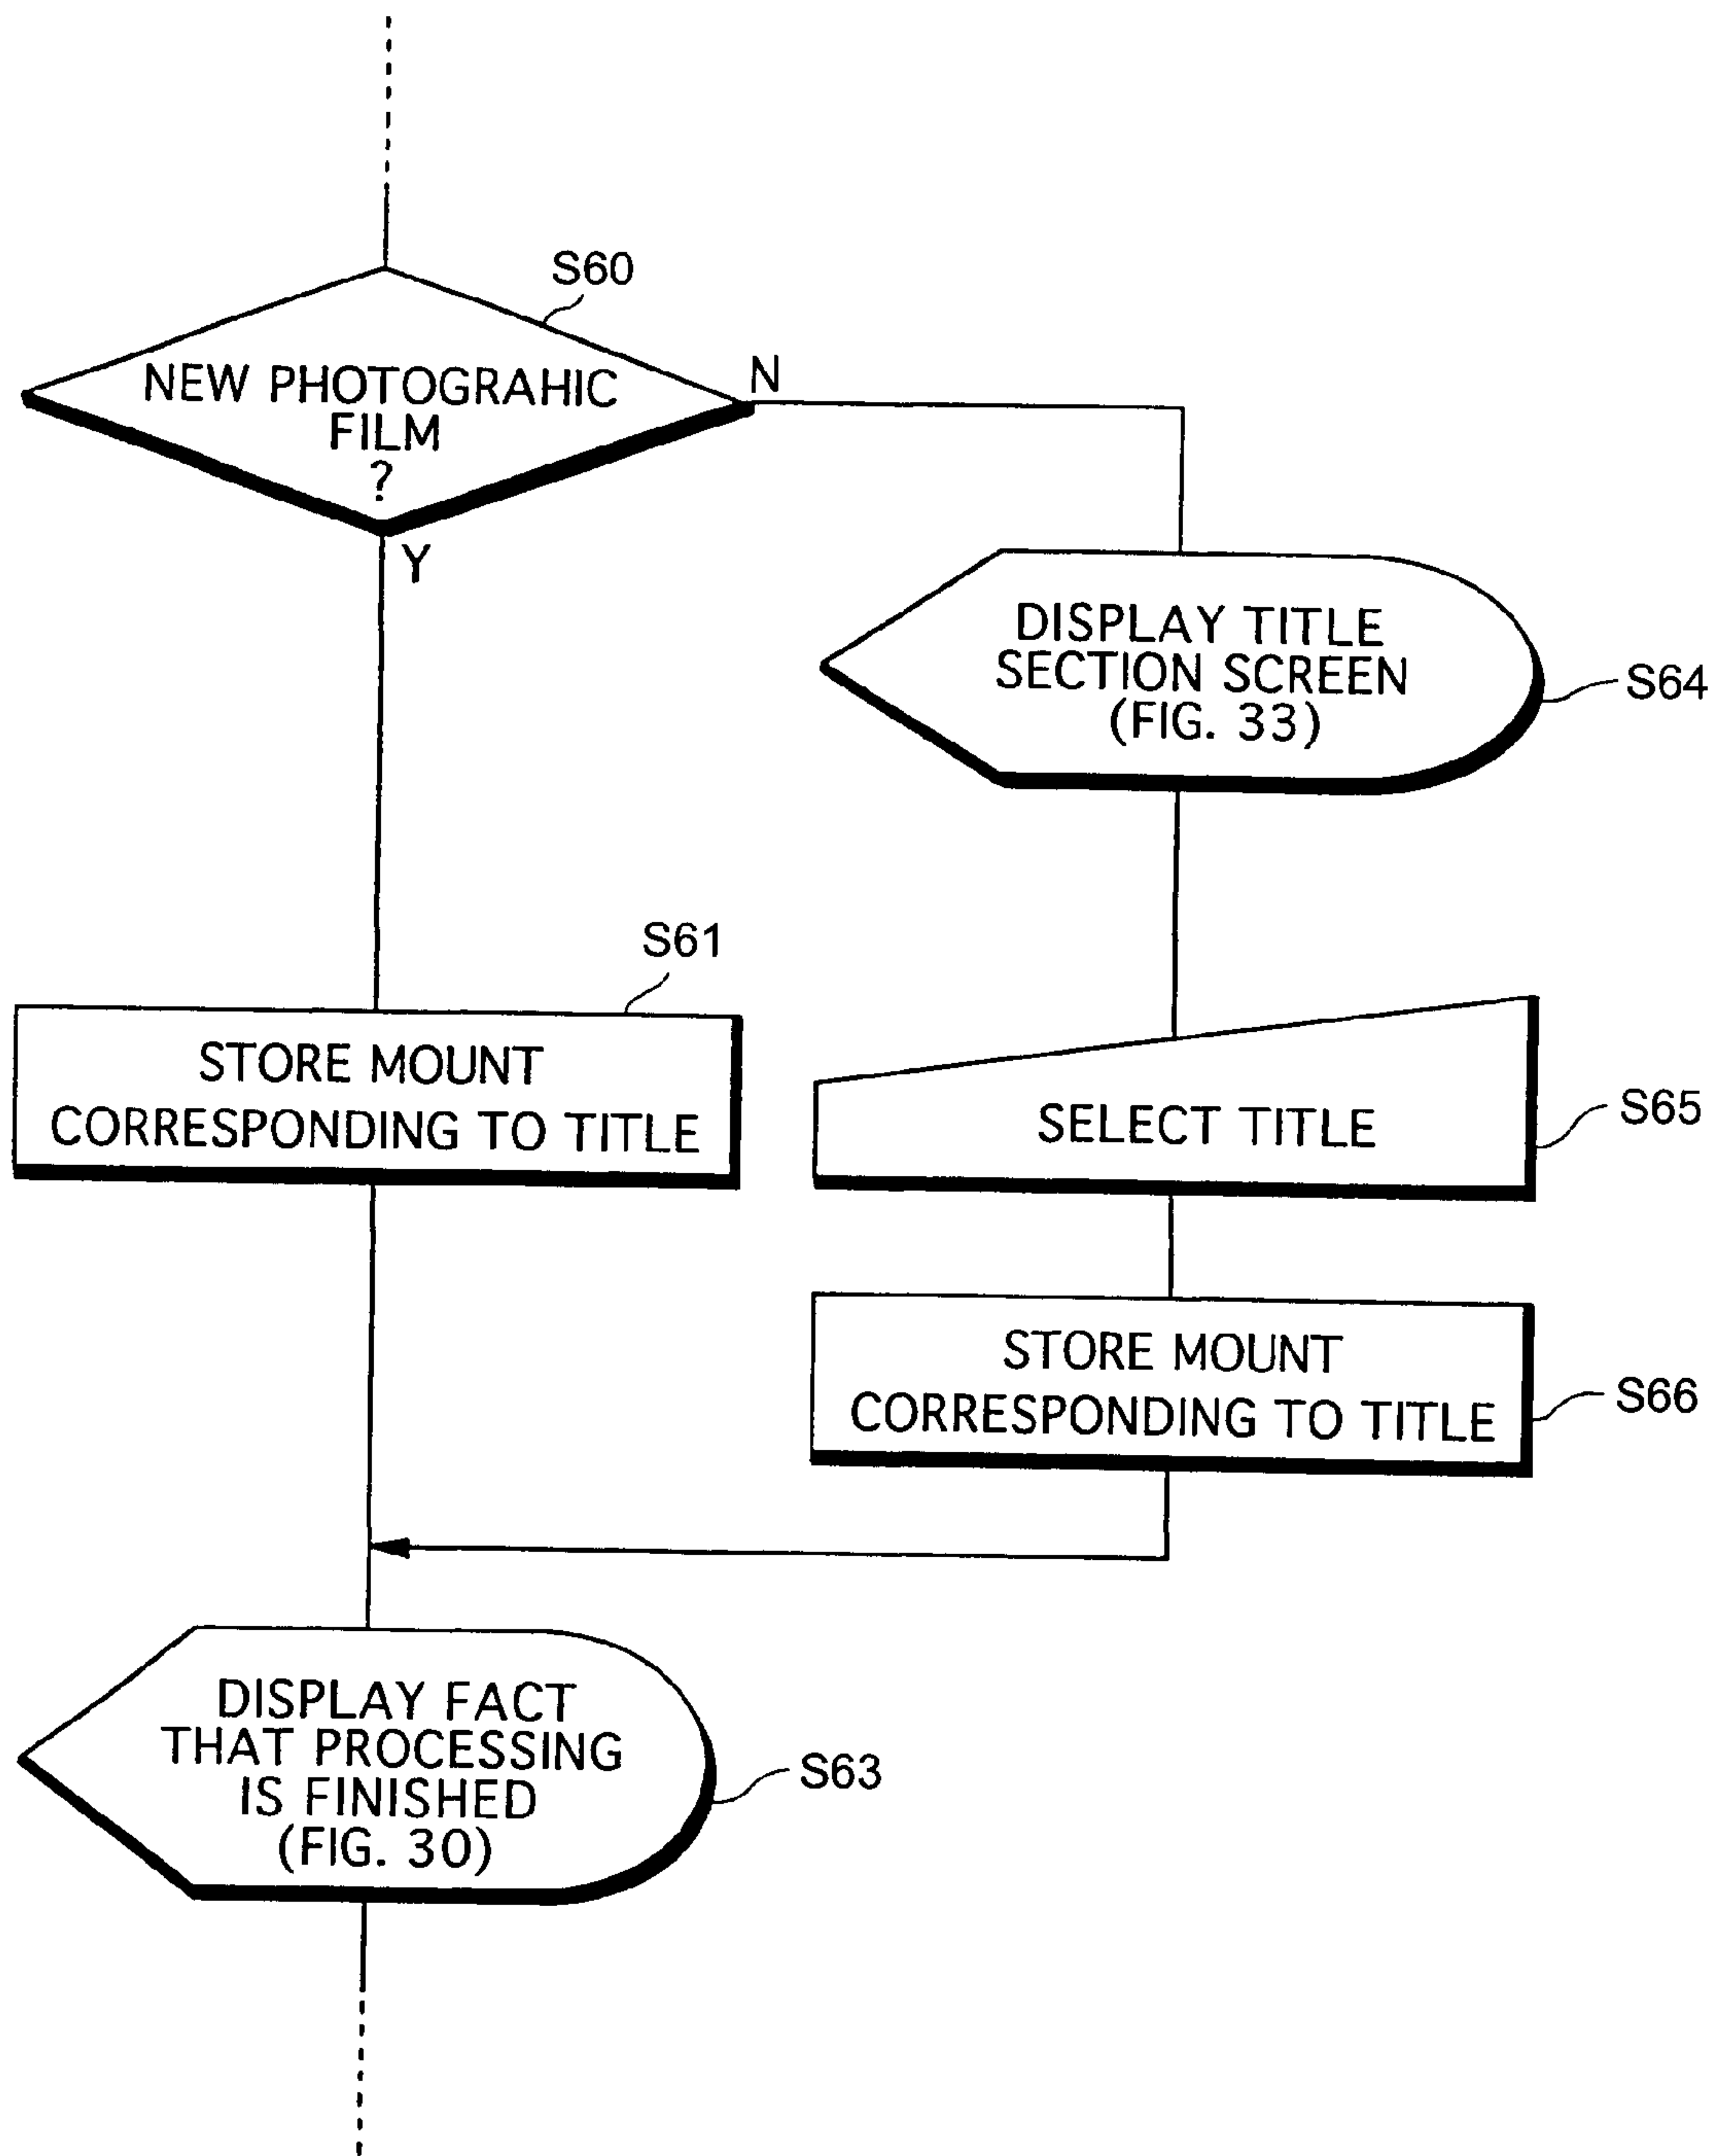 S60
NEW PHOTOGRAHIC
FILM
?
N
Y
DISPLAY TITLE
SECTION SCREEN
(FIG. 33)
S64
S61
STORE MOUNT
CORRESPONDING TO TITLE
SELECT TITLE
S65
STORE MOUNT
CORRESPONDING TO TITLE
S66
DISPLAY FACT
THAT PROCESSING
IS FINISHED
(FIG. 30)
S63